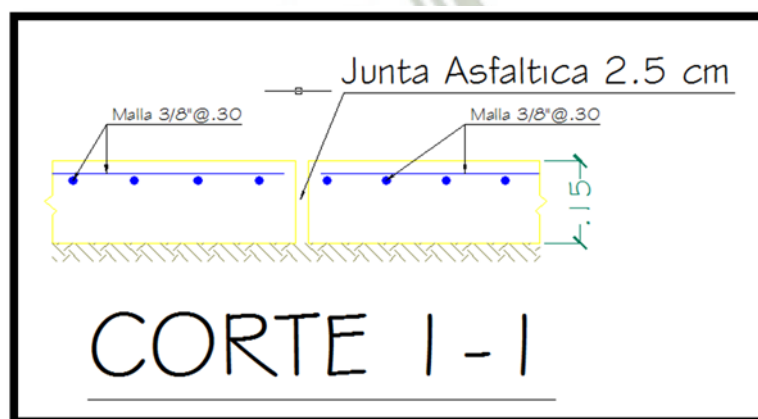 Junta Asfaltica 2.5 cm
Malla 3/8"@.30
Malla 3/8"@.30
.15
CORTE 1-1